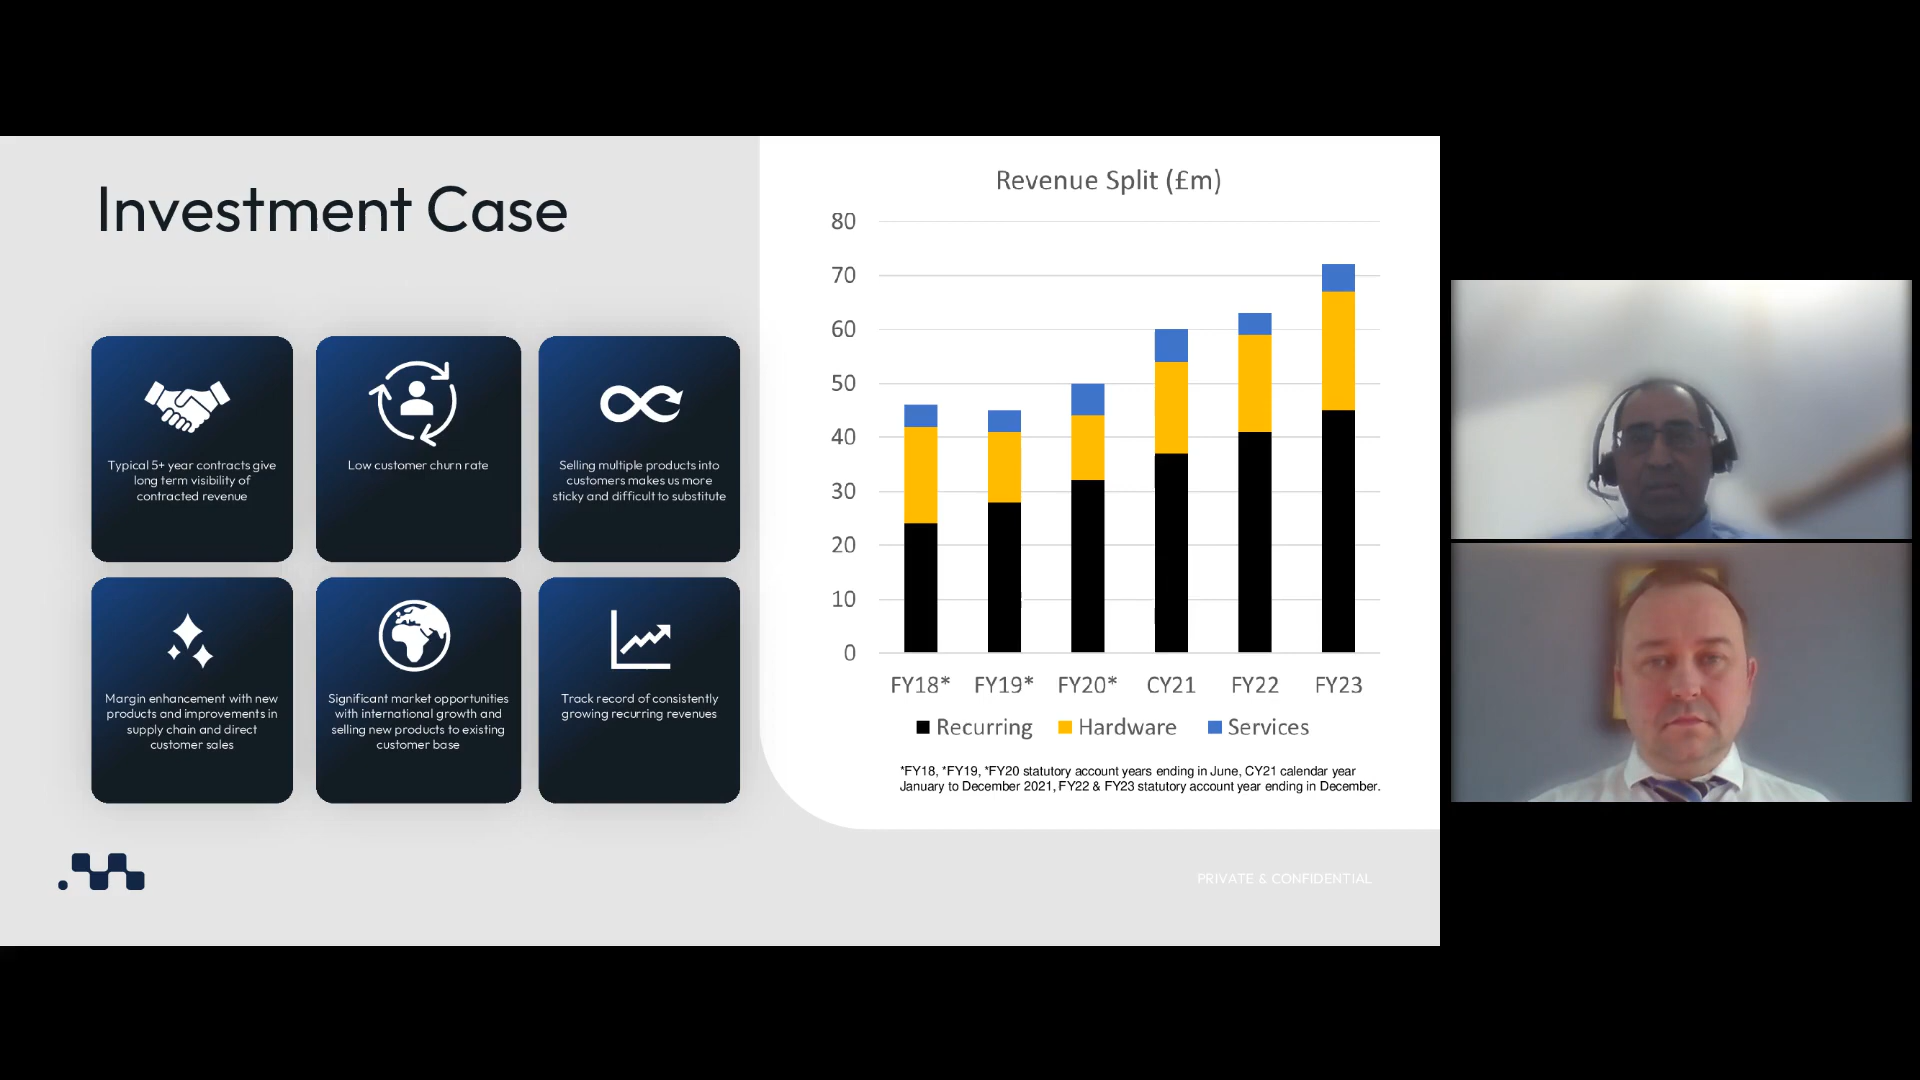 Investment Case
Typical 5+ year contracts give
long term visibility of
contracted revenue
Low customer churn rate
Selling multiple products into
customers makes us more
sticky and difficult to substitute
Margin enhancement with new
products and improvements in
supply chain and direct
customer sales
Significant market opportunities
with international growth and
selling new products to existing
customer base
Track record of consistently
growing recurring revenues
Revenue Split (£m)
80
70
60
50
40
30
20
10
0
FY18* FY19* FY20* CY21 FY22 FY23
Recurring Hardware Services
*FY18, *FY19, *FY20 statutory account years ending in June, CY21 calendar year
January to December 2021, FY22 & FY23 statutory account year ending in December.
PRIVATE & CONFIDENTIAL